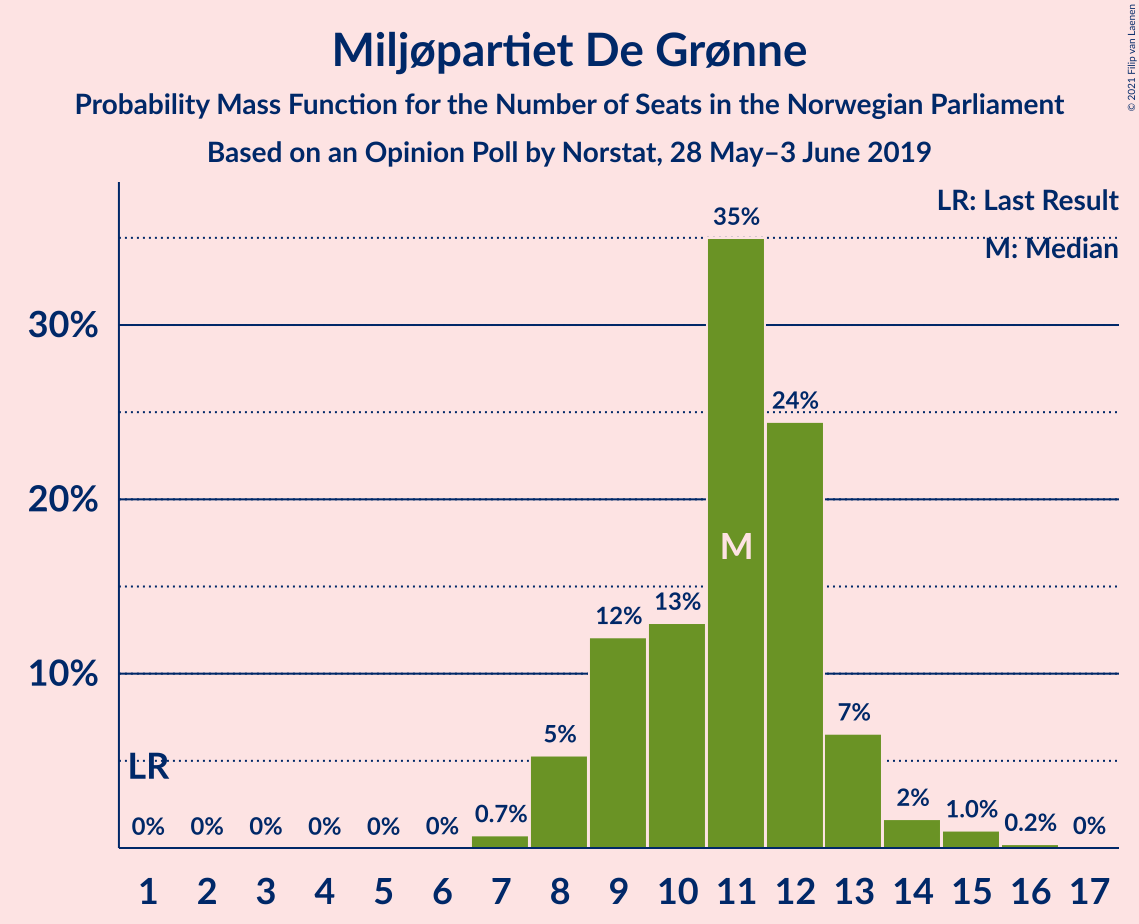 Miljøpartiet De Grønne
Probability Mass Function for the Number of Seats in the Norwegian Parliament
Based on an Opinion Poll by Norstat, 28 May–3 June 2019
© 2021 Filip van Laenen
LR: Last Result
M: Median
35%
30%
24%
20%
M
13%
12%
10%
7%
5%
LR
2%
0% 0% 0% 0% 0% 0% 0.7% 1.0% 0.2% 0%
1 2 3 4 5 6 7 8 9 10 11 12 13 14 15 16 17